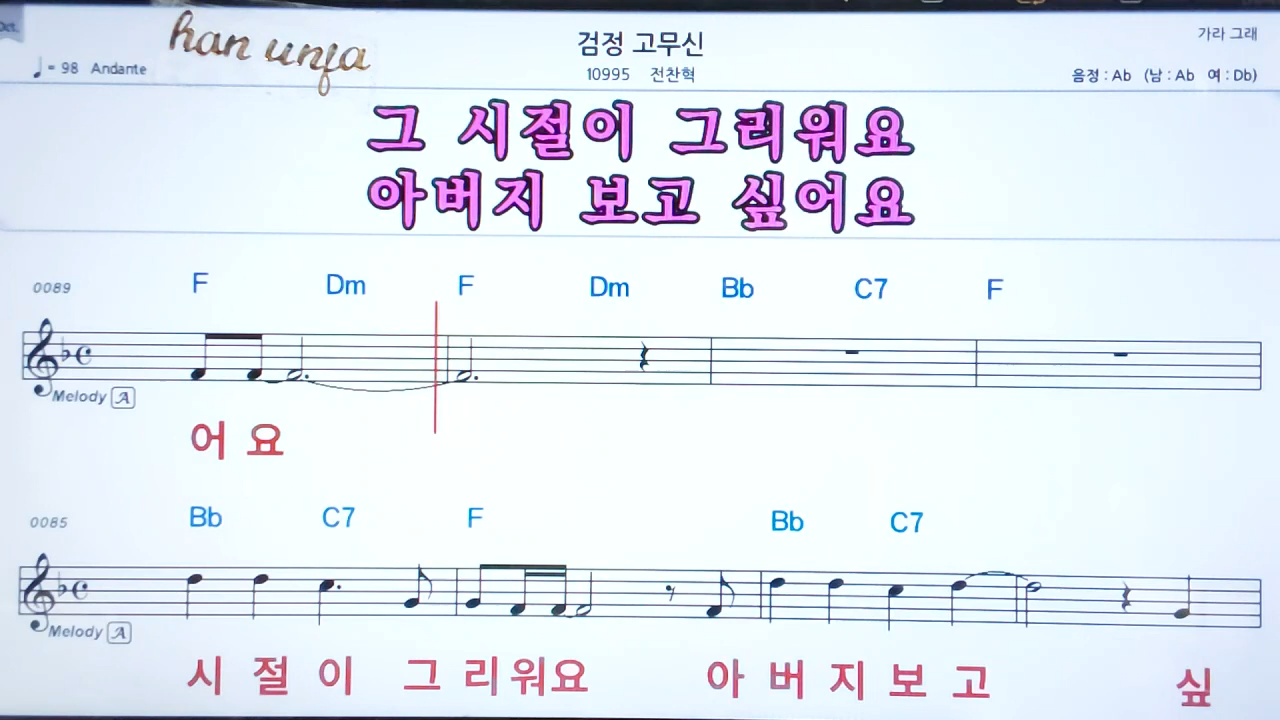 Oct.
han unja
♩= 98 Andante
검정 고무신
10995 전찬혁
가라 그래
음정 : Ab (남 : Ab 여 : Db)
그 시절이 그리워요
아버지 보고 싶어요
0089 F Dm F Dm Bb C7 F
Melody A
어 요
0085 Bb C7 F Bb C7
Melody A
시 절 이 그 리 워 요 아 버 지 보 고 싶